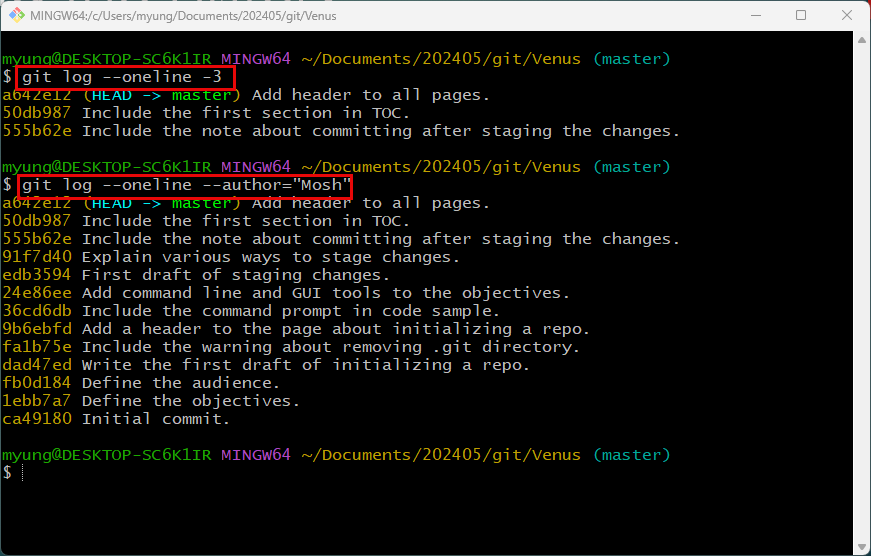 MINGW64:/c/Users/myung/Documents/202405/git/Venus
myung@DESKTOP-SC6K1IR MINGW64 ~/Documents/202405/git/Venus (master)
$ git log --oneline -3
a642e12 (HEAD -> master) Add header to all pages.
50db987 Include the first section in TOC.
555b62e Include the note about committing after staging the changes.
myung@DESKTOP-SC6K1IR MINGW64 ~/Documents/202405/git/Venus (master)
$ git log --oneline --author="Mosh"
a642e12 (HEAD -> master) Add header to all pages.
50db987 Include the first section in TOC.
555b62e Include the note about committing after staging the changes.
91f7d40 Explain various ways to stage changes.
edb3594 First draft of staging changes.
24e86ee Add command line and GUI tools to the objectives.
36cd6db Include the command prompt in code sample.
9b6ebfd Add a header to the page about initializing a repo.
fa1b75e Include the warning about removing .git directory.
dad47ed Write the first draft of initializing a repo.
fb0d184 Define the audience.
1ebb7a7 Define the objectives.
ca49180 Initial commit.
myung@DESKTOP-SC6K1IR MINGW64 ~/Documents/202405/git/Venus (master)
$